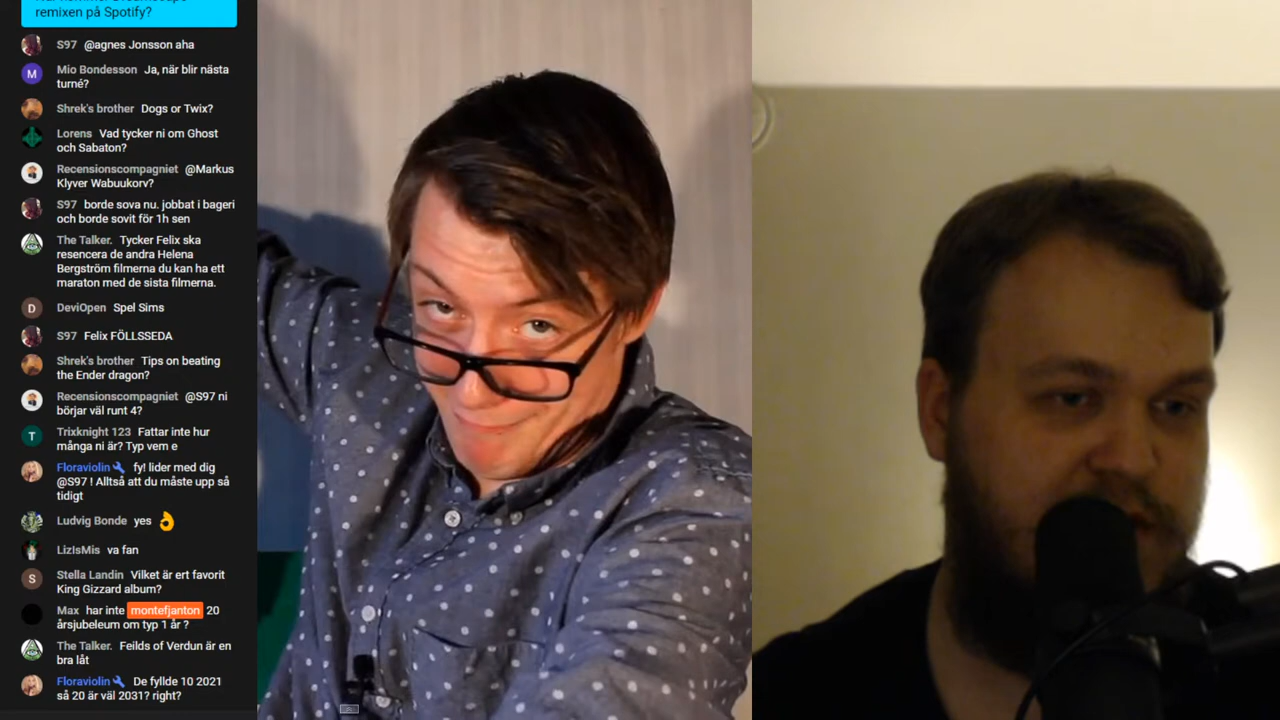 remixen på Spotify?
S97 @agnes Jonsson aha
M Mio Bondesson Ja, när blir nästa
turné?
Shrek's brother Dogs or Twix?
Lorens Vad tycker ni om Ghost
och Sabaton?
Recensionscompagniet @Markus
Klyver Wabuukorv?
S97 borde sova nu. jobbat i bageri
och borde sovit för 1h sen
The Talker. Tycker Felix ska
resencera de andra Helena
Bergström filmerna du kan ha ett
maraton med de sista filmerna.
D DeviOpen Spel Sims
S97 Felix FÖLLSSEDA
Shrek's brother Tips on beating
the Ender dragon?
Recensionscompagniet @S97 ni
börjar väl runt 4?
T Trixknight 123 Fattar inte hur
många ni är? Typ vem e
Floraviolin fy! lider med dig
@S97 ! Alltså att du måste upp så
tidigt
Ludvig Bonde yes 👌
LizIsMis va fan
S Stella Landin Vilket är ert favorit
King Gizzard album?
Max har inte montefjanton 20
årsjubeleum om typ 1 år ?
The Talker. Feilds of Verdun är en
bra låt
Floraviolin De fyllde 10 2021
så 20 är väl 2031? right?